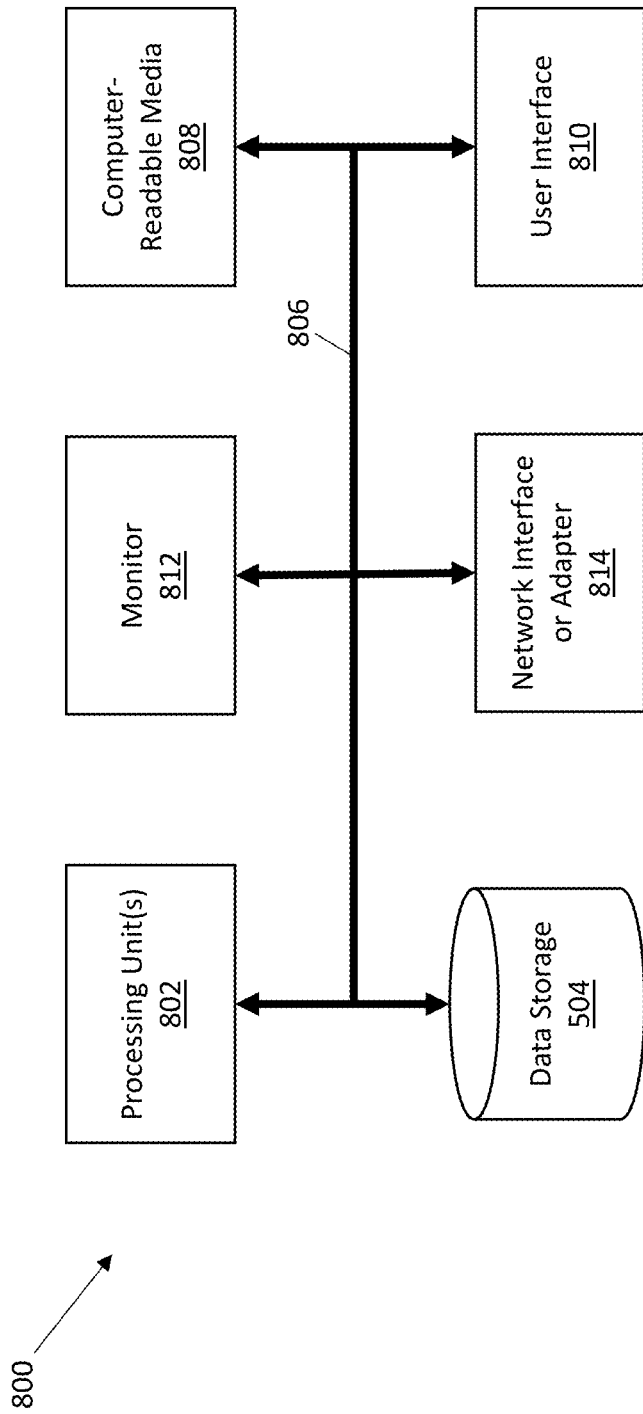 800
Processing Unit(s)
802
Monitor
812
Computer-
Readable Media
808
806
Data Storage
504
Network Interface
or Adapter
814
User Interface
810